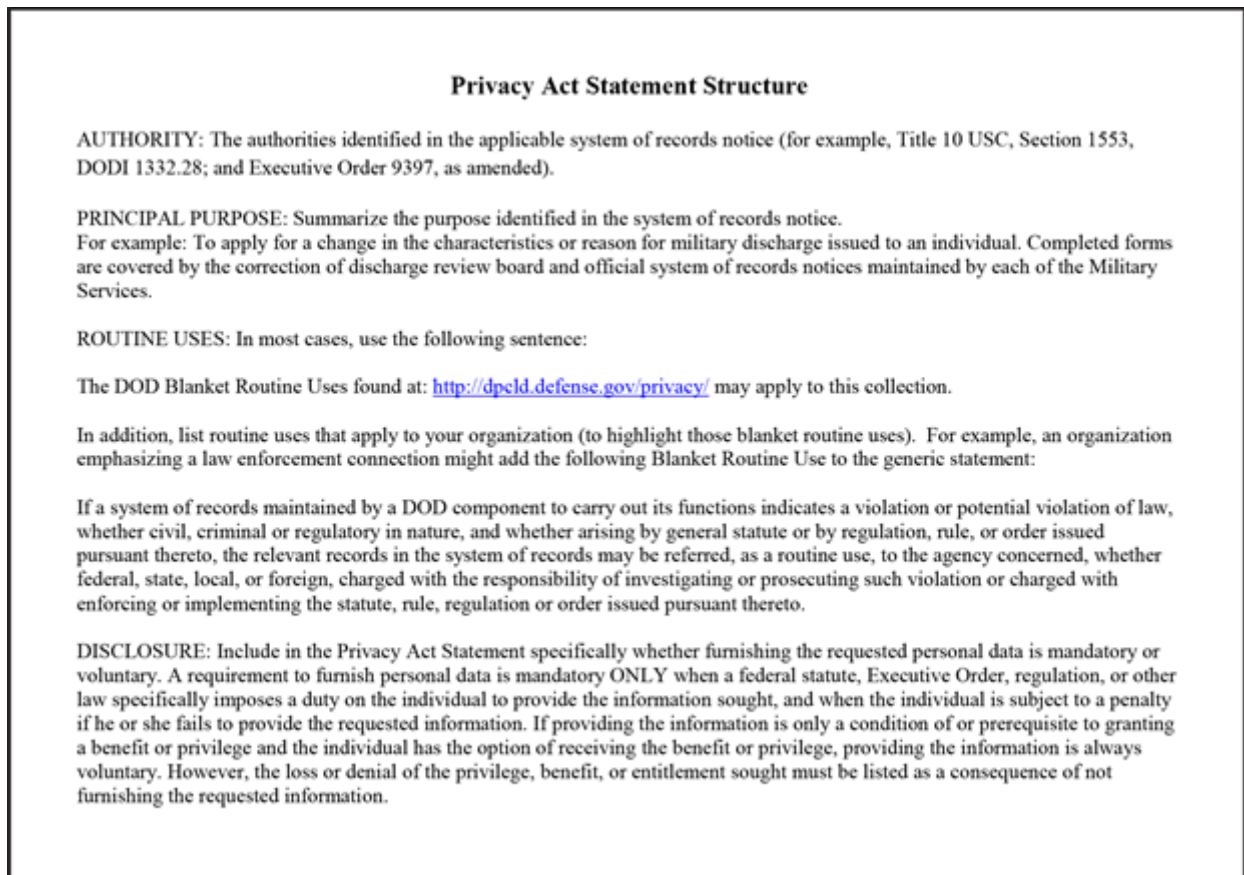 Privacy Act Statement Structure
AUTHORITY: The authorities identified in the applicable system of records notice (for example, Title 10 USC, Section 1553,
DODI 1332.28; and Executive Order 9397, as amended).
PRINCIPAL PURPOSE: Summarize the purpose identified in the system of records notice.
For example: To apply for a change in the characteristics or reason for military discharge issued to an individual. Completed forms
are covered by the correction of discharge review board and official system of records notices maintained by each of the Military
Services.
ROUTINE USES: In most cases, use the following sentence:
The DOD Blanket Routine Uses found at: http://dpcld.defense.gov/privacy/ may apply to this collection.
In addition, list routine uses that apply to your organization (to highlight those blanket routine uses).  For example, an organization
emphasizing a law enforcement connection might add the following Blanket Routine Use to the generic statement:
If a system of records maintained by a DOD component to carry out its functions indicates a violation or potential violation of law,
whether civil, criminal or regulatory in nature, and whether arising by general statute or by regulation, rule, or order issued
pursuant thereto, the relevant records in the system of records may be referred, as a routine use, to the agency concerned, whether
federal, state, local, or foreign, charged with the responsibility of investigating or prosecuting such violation or charged with
enforcing or implementing the statute, rule, regulation or order issued pursuant thereto.
DISCLOSURE: Include in the Privacy Act Statement specifically whether furnishing the requested personal data is mandatory or
voluntary. A requirement to furnish personal data is mandatory ONLY when a federal statute, Executive Order, regulation, or other
law specifically imposes a duty on the individual to provide the information sought, and when the individual is subject to a penalty
if he or she fails to provide the requested information. If providing the information is only a condition of or prerequisite to granting
a benefit or privilege and the individual has the option of receiving the benefit or privilege, providing the information is always
voluntary. However, the loss or denial of the privilege, benefit, or entitlement sought must be listed as a consequence of not
furnishing the requested information.